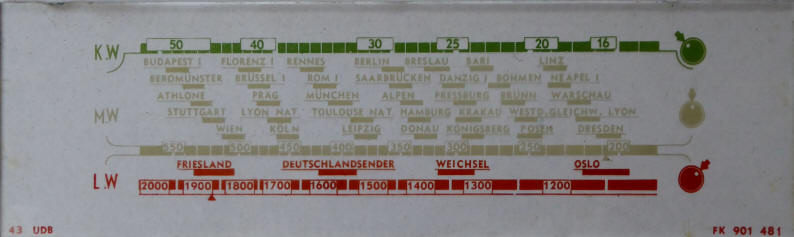 K.W 50 40 30 25 20 16
BUDAPEST I FLORENZ I RENNES BERLIN BRESLAU BARI LINZ
BEROMÜNSTER BRÜSSEL I ROM I SAARBRÜCKEN DANZIG I BÖHMEN NEAPEL I
ATHLONE PRAG MÜNCHEN ALPEN PRESSBURG BRÜNN WARSCHAU
STUTTGART LYON NAT. TOULOUSE NAT. HAMBURG KRAKAU WESTD.GLEICHW. LYON
M.W
WIEN KÖLN LEIPZIG DONAU KÖNIGSBERG POSEN DRESDEN
550 500 450 400 350 300 250 200
FRIESLAND DEUTSCHLANDSENDER WEICHSEL OSLO
L.W 2000 1900 1800 1700 1600 1500 1400 1300 1200
43 UDB FK 901 481